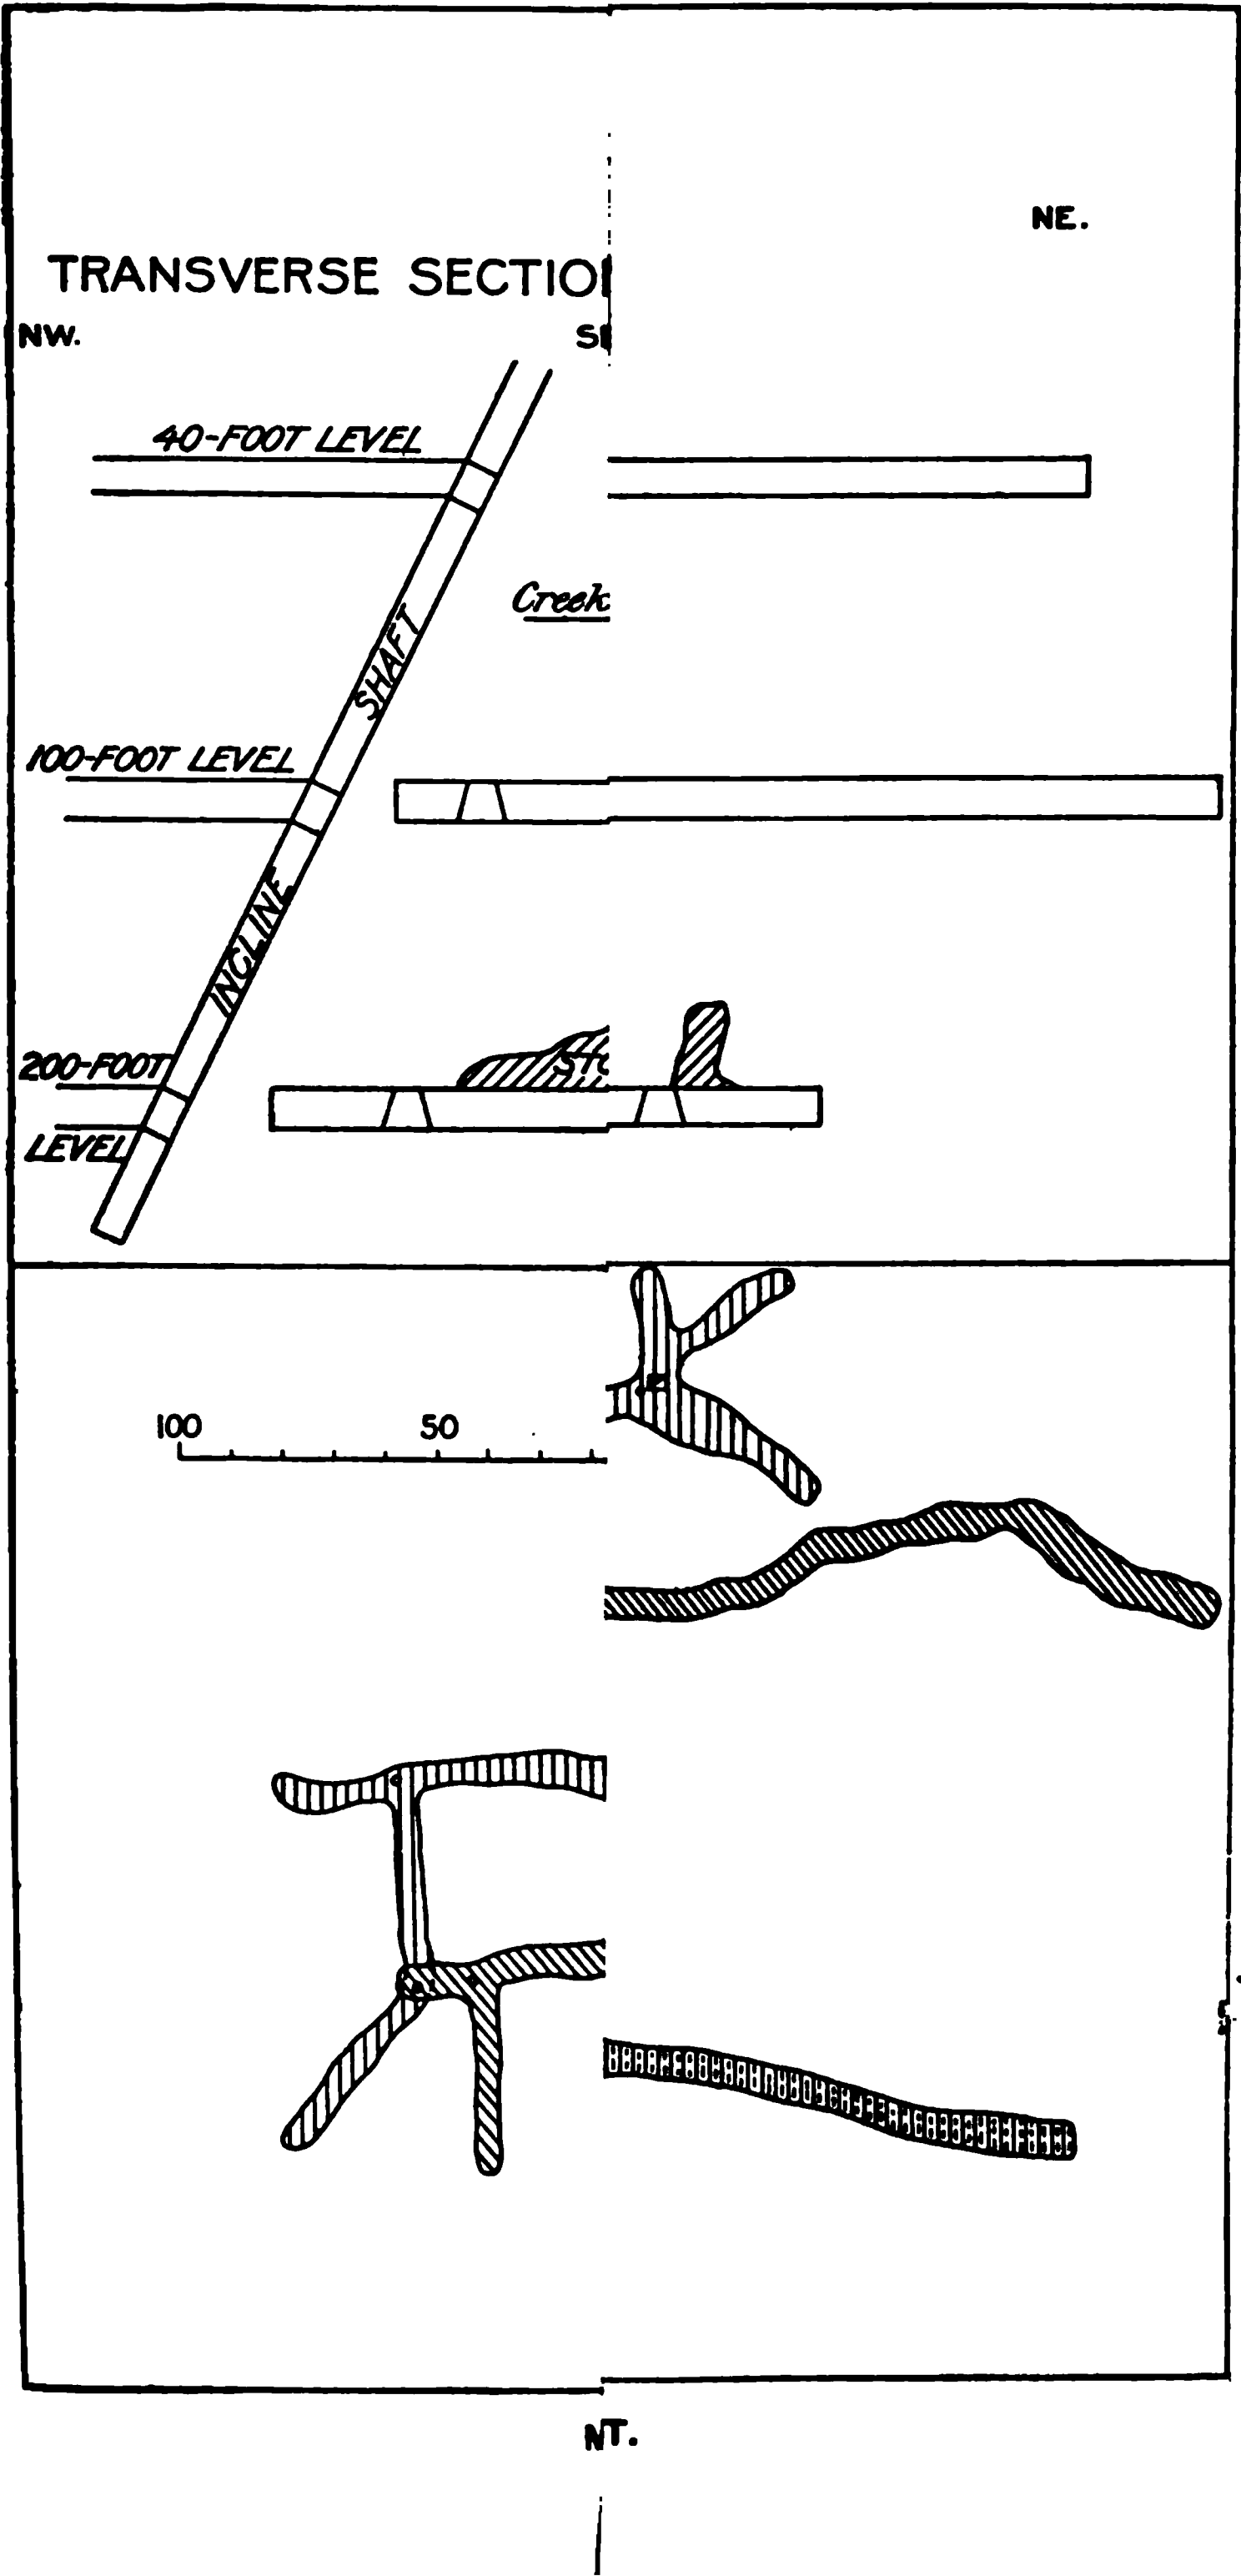 NE.
TRANSVERSE SECTIO
NW.
40-FOOT LEVEL
Creek
SHAFT
100-FOOT LEVEL
INCLINE
200-FOOT
LEVEL
100 50
NT.